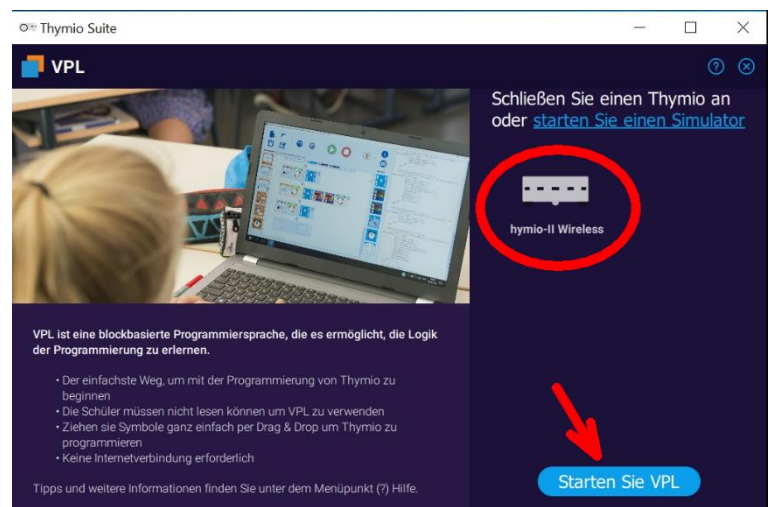 Thymio Suite
VPL
Schließen Sie einen Thymio an
oder starten Sie einen Simulator
hymio-II Wireless
VPL ist eine blockbasierte Programmiersprache, die es ermöglicht, die Logik
der Programmierung zu erlernen.
• Der einfachste Weg, um mit der Programmierung von Thymio zu
beginnen
• Die Schüler müssen nicht lesen können um VPL zu verwenden
• Ziehen sie Symbole ganz einfach per Drag & Drop um Thymio zu
programmieren
• Keine Internetverbindung erforderlich
Tipps und weitere Informationen finden Sie unter dem Menüpunkt (?) Hilfe.
Starten Sie VPL